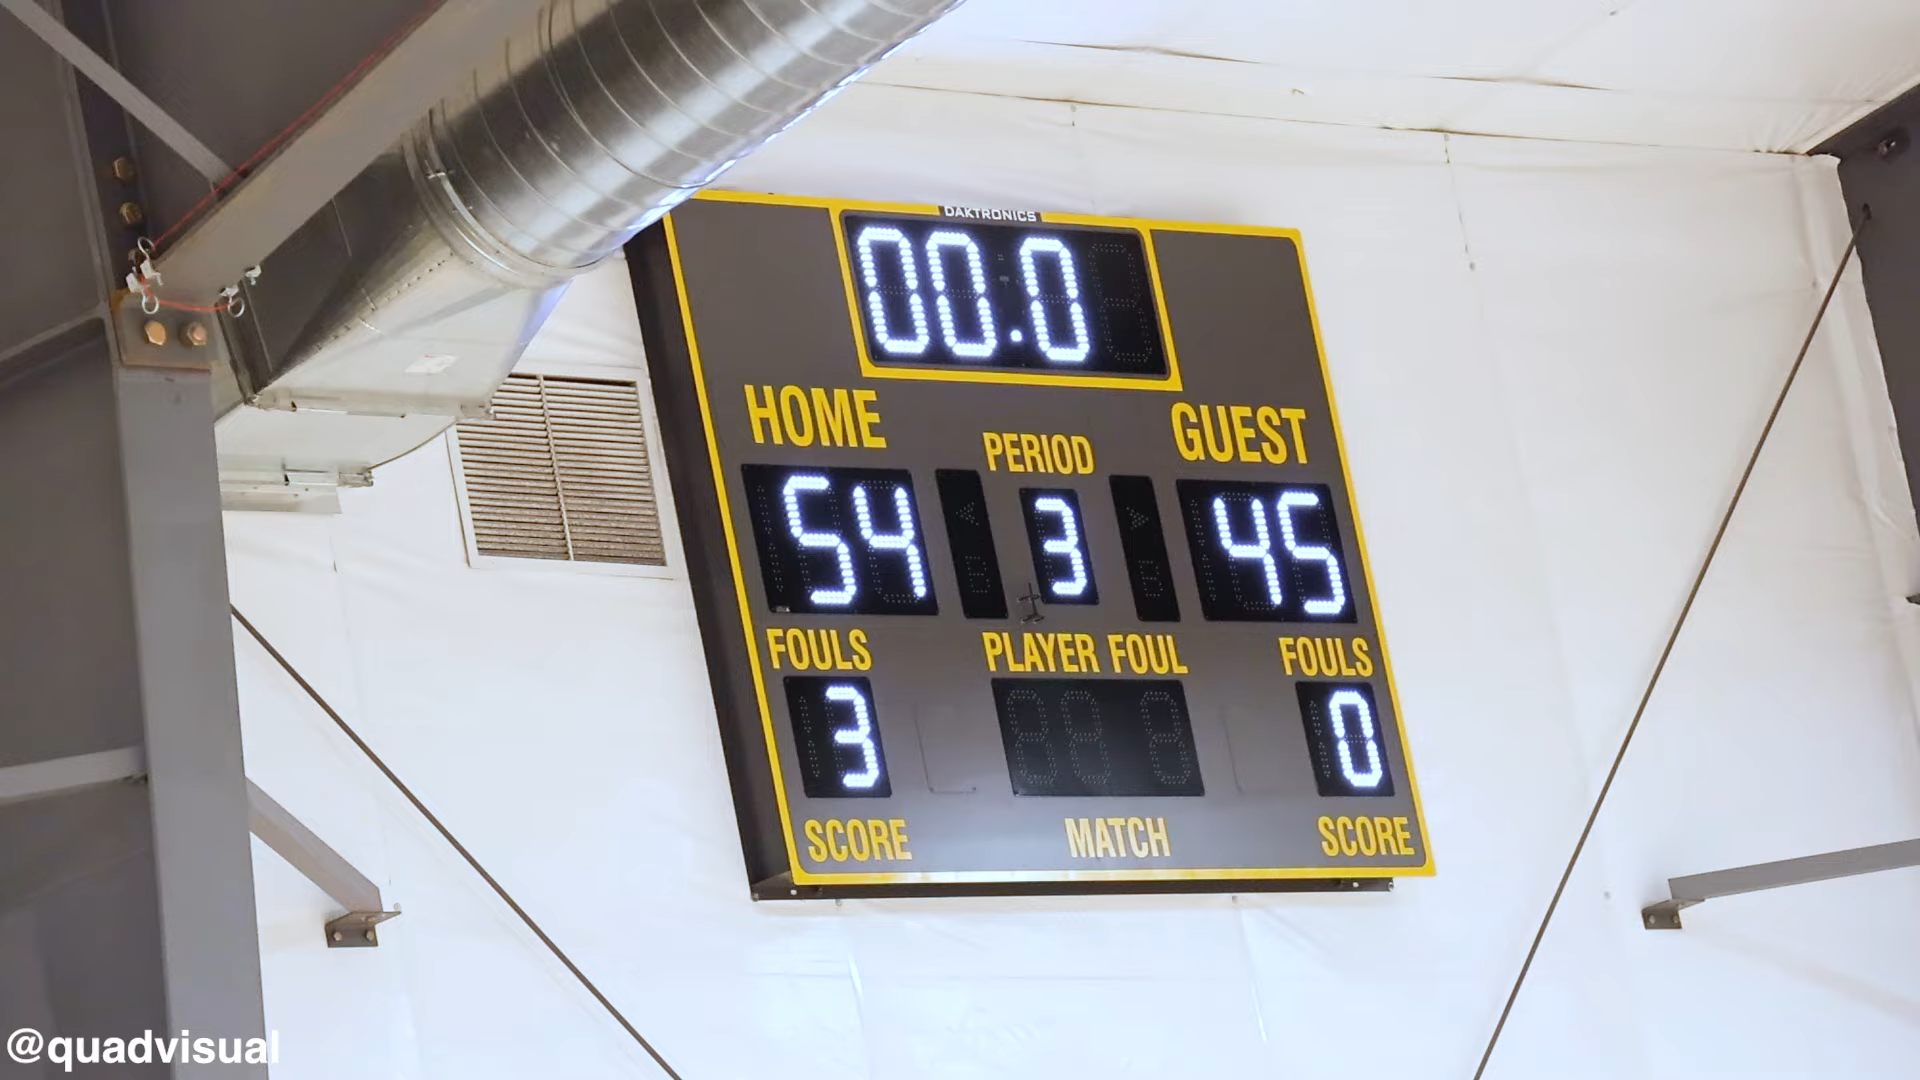 DAKTRONICS
00.0
HOME
GUEST
PERIOD
54
3
45
FOULS
PLAYER FOUL
FOULS
3
0
SCORE
MATCH
SCORE
@quadvisual